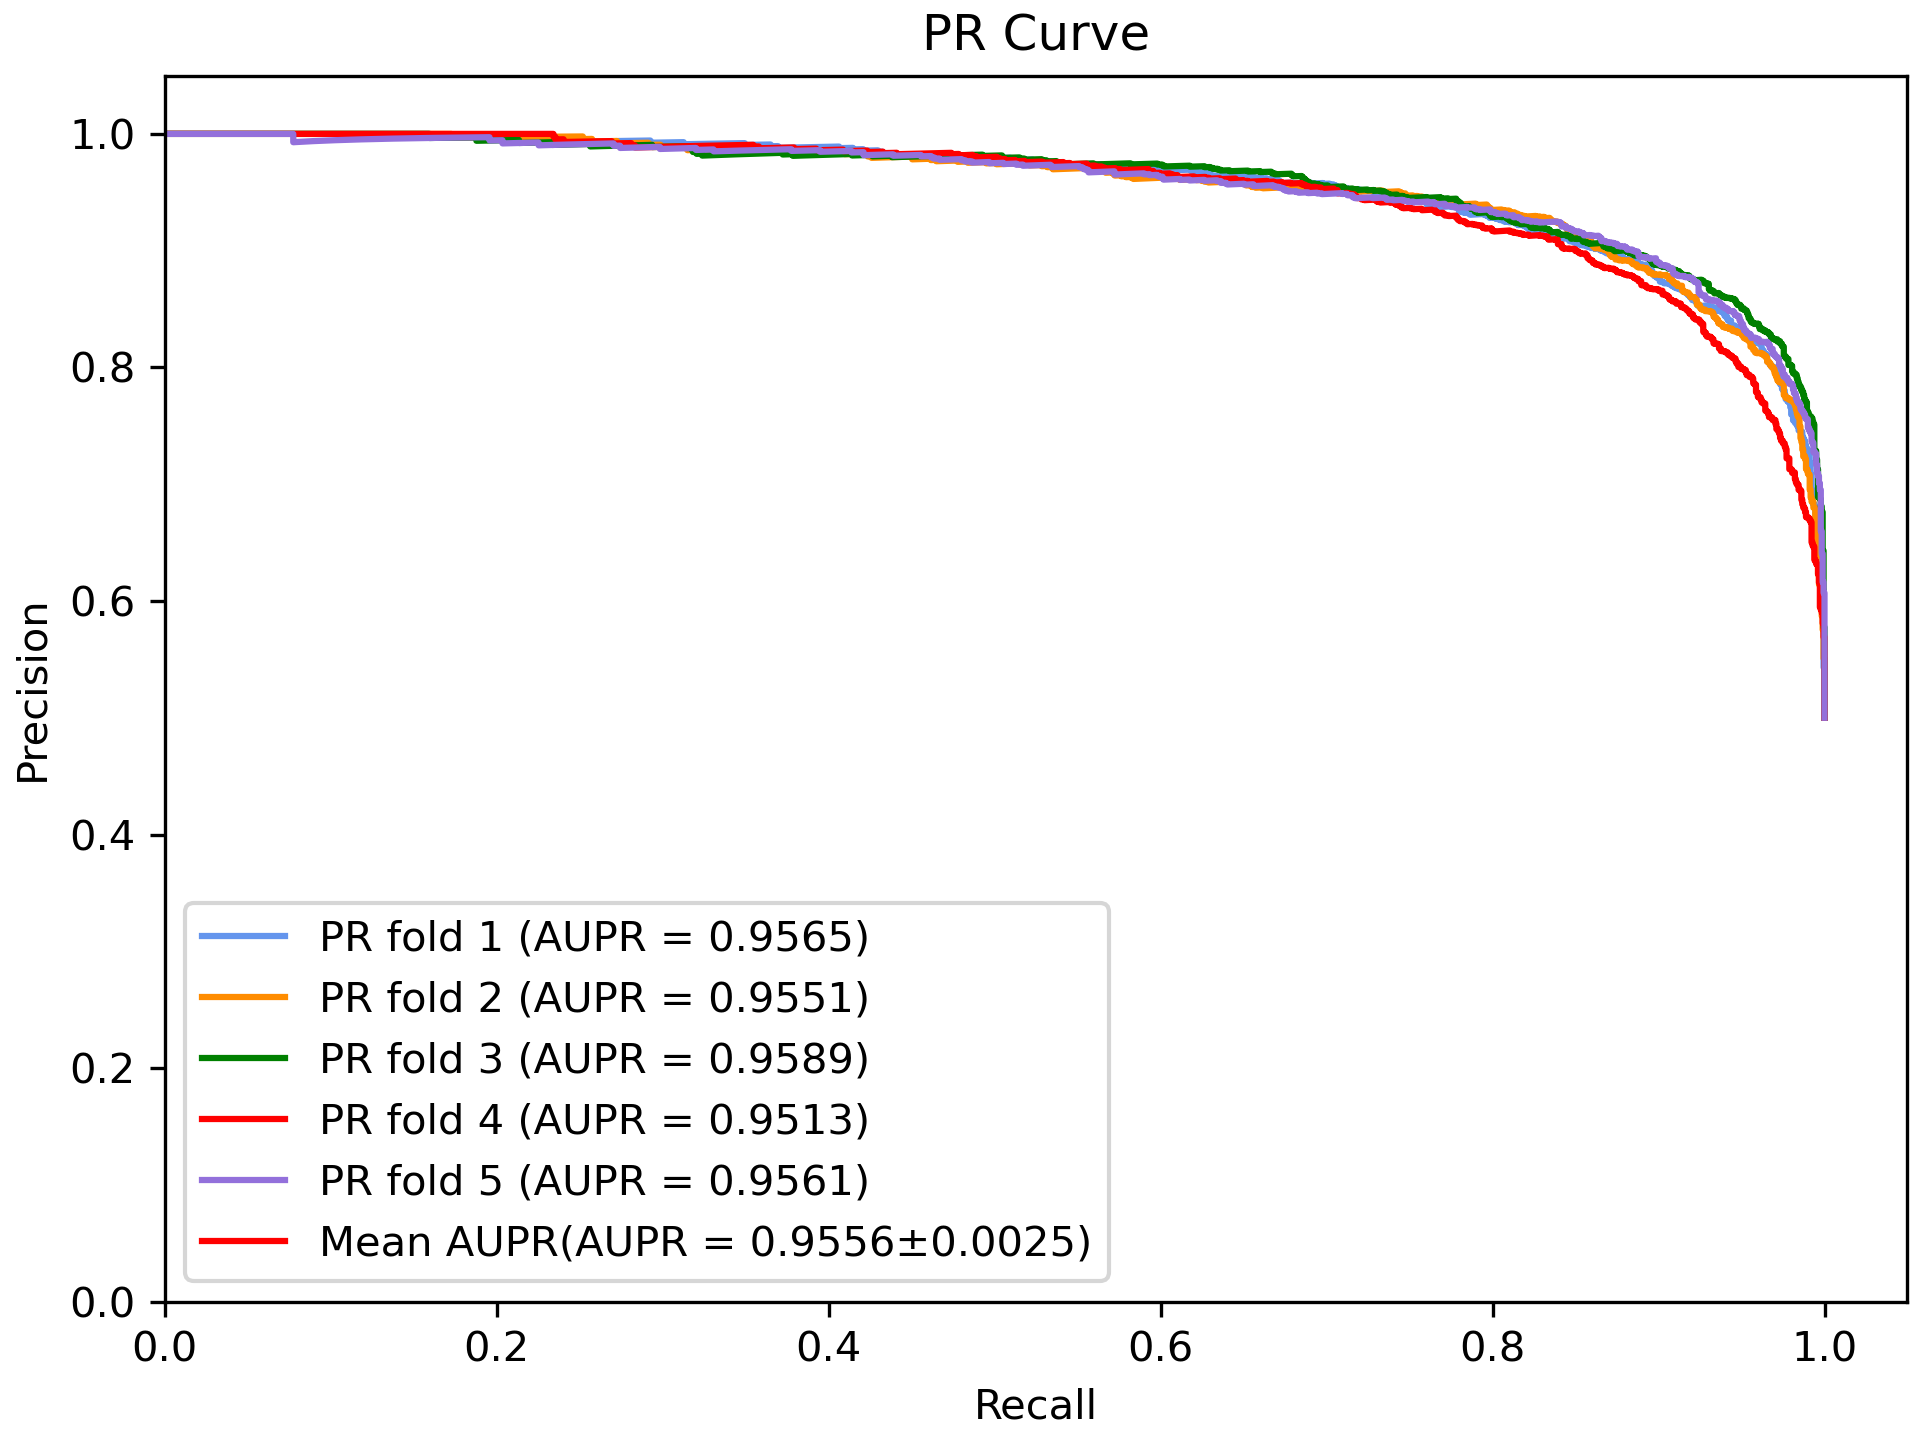 PR Curve
1.0
0.8
0.6
0.4
0.2
0.0
Precision
PR fold 1 (AUPR = 0.9565)
PR fold 2 (AUPR = 0.9551)
PR fold 3 (AUPR = 0.9589)
PR fold 4 (AUPR = 0.9513)
PR fold 5 (AUPR = 0.9561)
Mean AUPR(AUPR = 0.9556±0.0025)
0.0 0.2 0.4 0.6 0.8 1.0
Recall